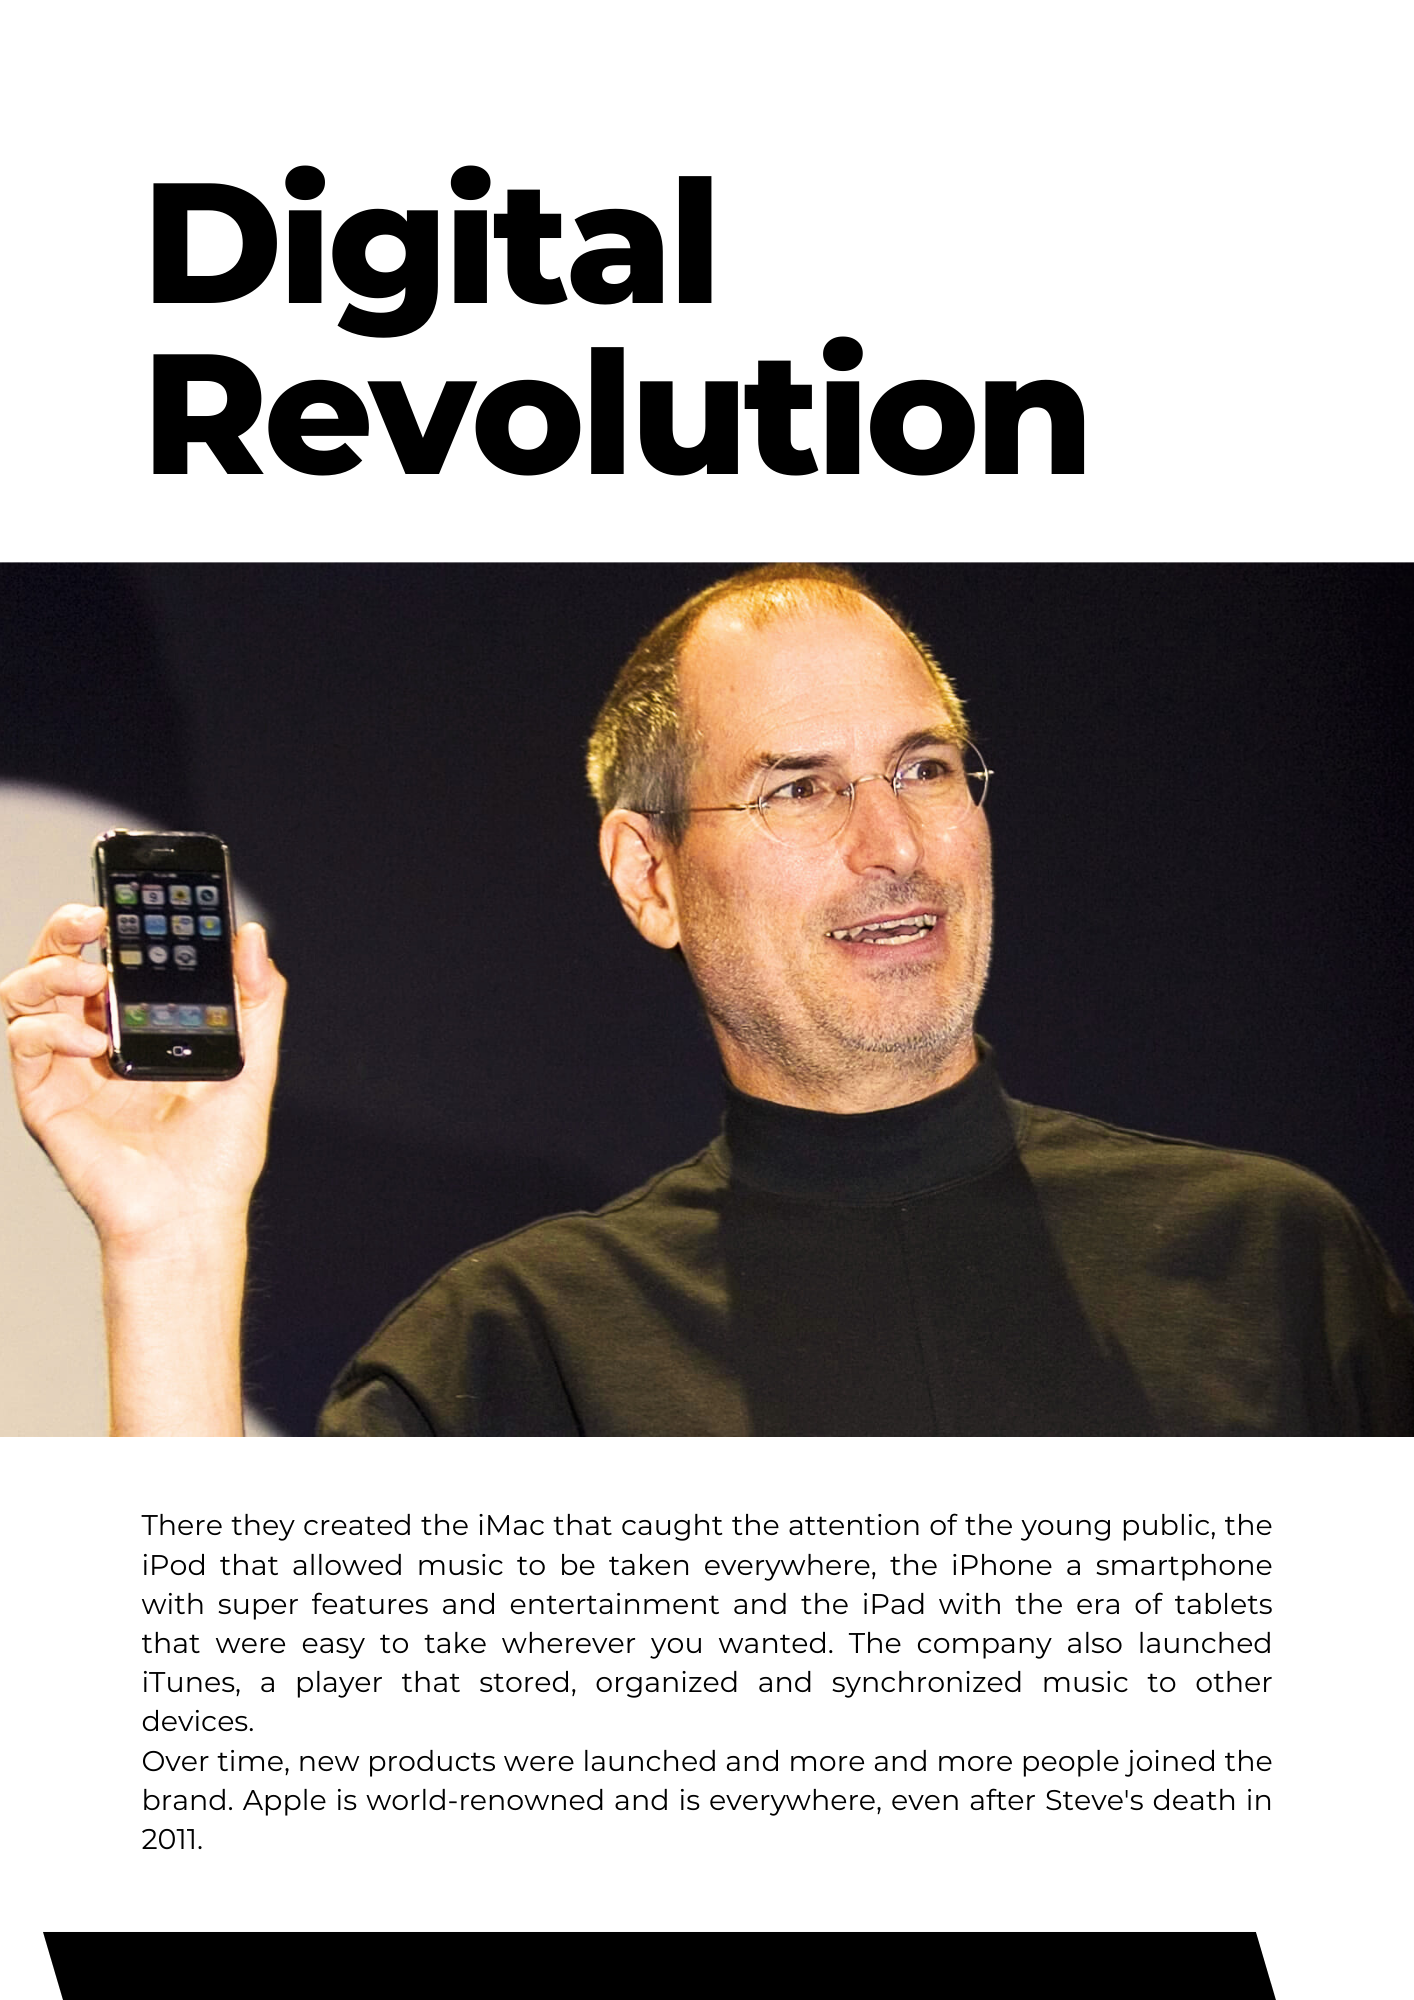 Digital
Revolution
There they created the iMac that caught the attention of the young public, the
iPod that allowed music to be taken everywhere, the iPhone a smartphone
with super features and entertainment and the iPad with the era of tablets
that were easy to take wherever you wanted. The company also launched
iTunes, a player that stored, organized and synchronized music to other
devices.
Over time, new products were launched and more and more people joined the
brand. Apple is world-renowned and is everywhere, even after Steve's death in
2011.